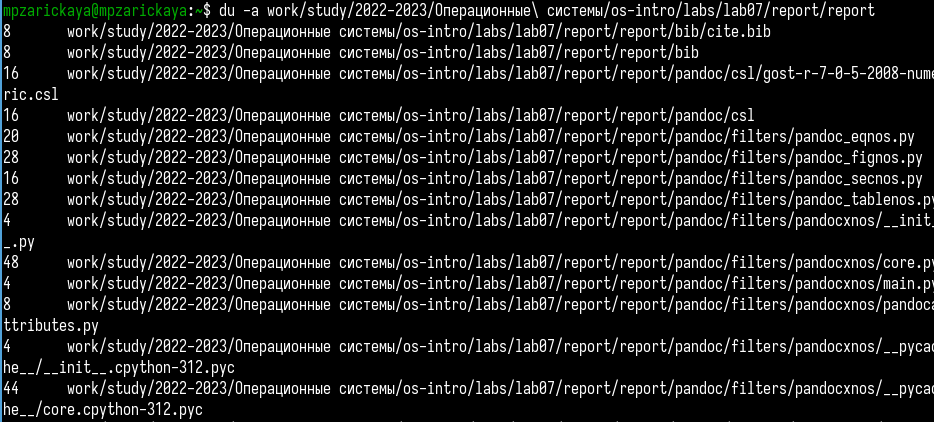 mpzarickaya@mpzarickaya:~$ du -a work/study/2022-2023/Операционные\ системы/os-intro/labs/lab07/report/report
8 work/study/2022-2023/Операционные системы/os-intro/labs/lab07/report/report/bib/cite.bib
8 work/study/2022-2023/Операционные системы/os-intro/labs/lab07/report/report/bib
16 work/study/2022-2023/Операционные системы/os-intro/labs/lab07/report/report/pandoc/csl/gost-r-7-0-5-2008-nume
ric.csl
16 work/study/2022-2023/Операционные системы/os-intro/labs/lab07/report/report/pandoc/csl
20 work/study/2022-2023/Операционные системы/os-intro/labs/lab07/report/report/pandoc/filters/pandoc_eqnos.py
28 work/study/2022-2023/Операционные системы/os-intro/labs/lab07/report/report/pandoc/filters/pandoc_fignos.py
16 work/study/2022-2023/Операционные системы/os-intro/labs/lab07/report/report/pandoc/filters/pandoc_secnos.py
28 work/study/2022-2023/Операционные системы/os-intro/labs/lab07/report/report/pandoc/filters/pandoc_tablenos.py
4 work/study/2022-2023/Операционные системы/os-intro/labs/lab07/report/report/pandoc/filters/pandocxnos/__init_
_.py
48 work/study/2022-2023/Операционные системы/os-intro/labs/lab07/report/report/pandoc/filters/pandocxnos/core.py
4 work/study/2022-2023/Операционные системы/os-intro/labs/lab07/report/report/pandoc/filters/pandocxnos/main.py
8 work/study/2022-2023/Операционные системы/os-intro/labs/lab07/report/report/pandoc/filters/pandocxnos/pandoca
ttributes.py
4 work/study/2022-2023/Операционные системы/os-intro/labs/lab07/report/report/pandoc/filters/pandocxnos/__pycac
he__/__init__.cpython-312.pyc
44 work/study/2022-2023/Операционные системы/os-intro/labs/lab07/report/report/pandoc/filters/pandocxnos/__pycac
he__/core.cpython-312.pyc